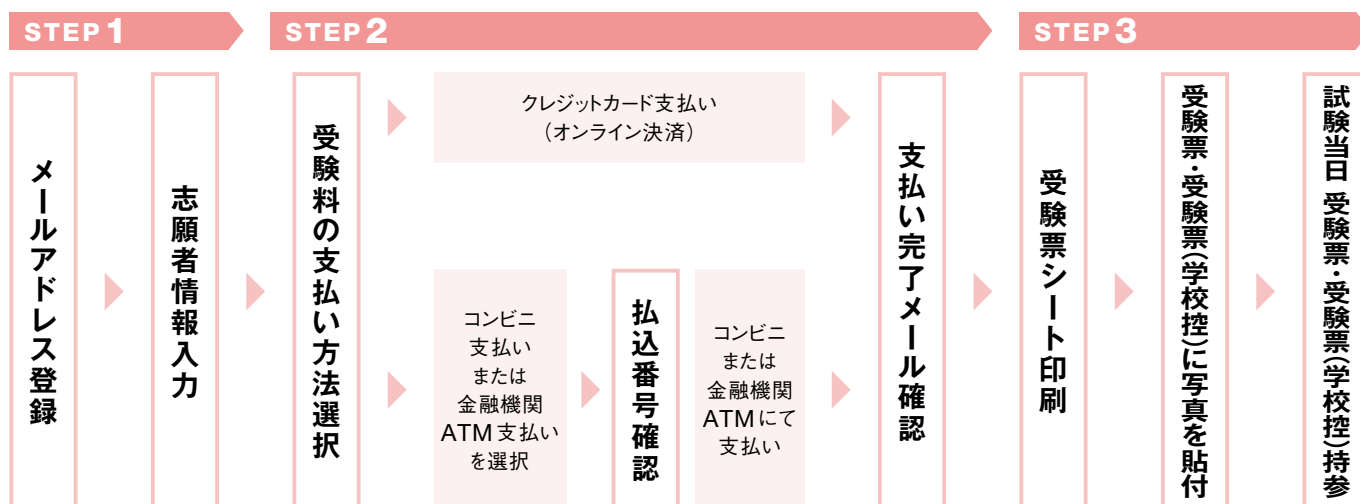 STEP 1
メールアドレス登録
志願者情報入力
STEP 2
受験料の支払い方法選択
クレジットカード支払い
（オンライン決済）
コンビニ
支払い
または
金融機関
ATM支払い
を選択
払込番号確認
コンビニ
または
金融機関
ATMにて
支払い
支払い完了メール確認
STEP 3
受験票シート印刷
受験票・受験票(学校控)に写真を貼付
試験当日 受験票・受験票(学校控)持参